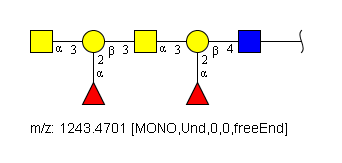 α 3 β 3 α 3 β 4
2 2
α α
m/z: 1243.4701 [MONO,Und,0,0,freeEnd]